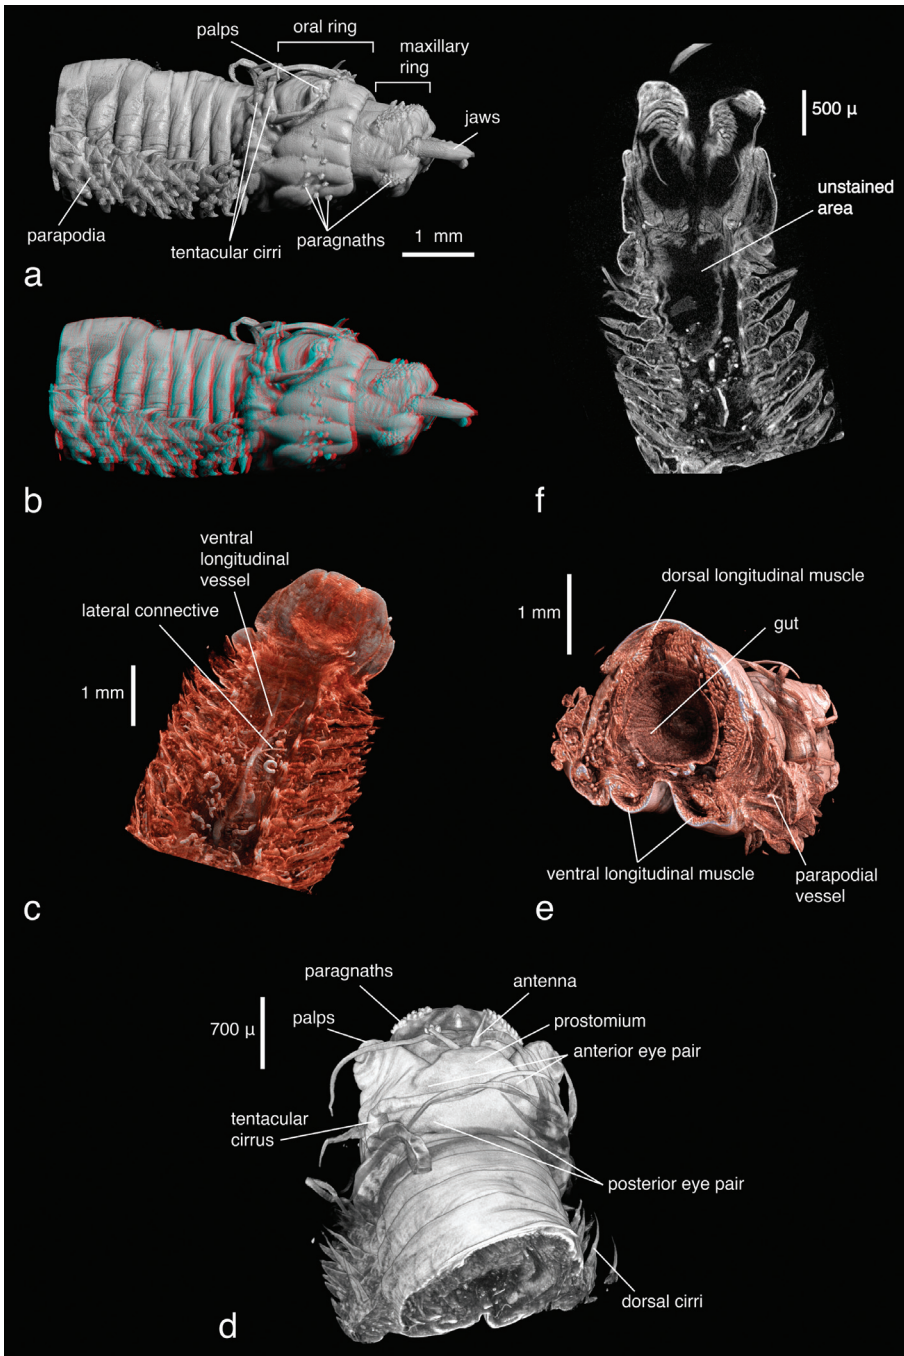 palps
oral ring
maxillary
ring
jaws
parapodia
tentacular cirri
paragnaths
1 mm
a
b
500 μ
unstained
area
f
ventral
longitudinal
vessel
lateral connective
1 mm
c
1 mm
dorsal longitudinal muscle
gut
ventral longitudinal muscle
parapodial
vessel
e
paragnaths
antenna
700 μ
palps
prostomium
anterior eye pair
tentacular
cirrus
posterior eye pair
dorsal cirri
d